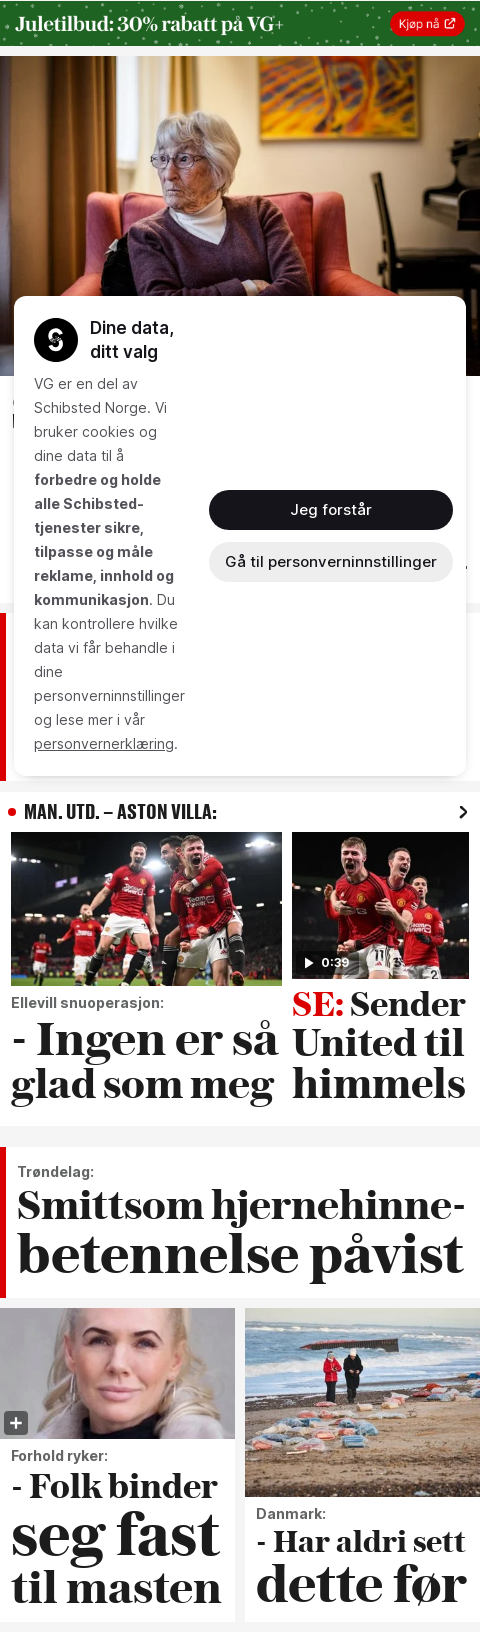 Juletilbud: 30% rabatt på VG+
Kjøp nå
Dine data,
ditt valg
VG er en del av
Schibsted Norge. Vi
bruker cookies og
dine data til å
forbedre og holde
alle Schibsted-
tjenester sikre,
tilpasse og måle
reklame, innhold og
kommunikasjon. Du
kan kontrollere hvilke
data vi får behandle i
dine
personverninnstillinger
og lese mer i vår
personvernerklæring.
Jeg forstår
Gå til personverninnstillinger
MAN. UTD. – ASTON VILLA:
Ellevill snuoperasjon:
- Ingen er så
glad som meg
0:39
SE: Sender
United til
himmels
Trøndelag:
Smittsom hjernehinne-
betennelse påvist
Forhold ryker:
- Folk binder
seg fast
til masten
Danmark:
- Har aldri sett
dette før